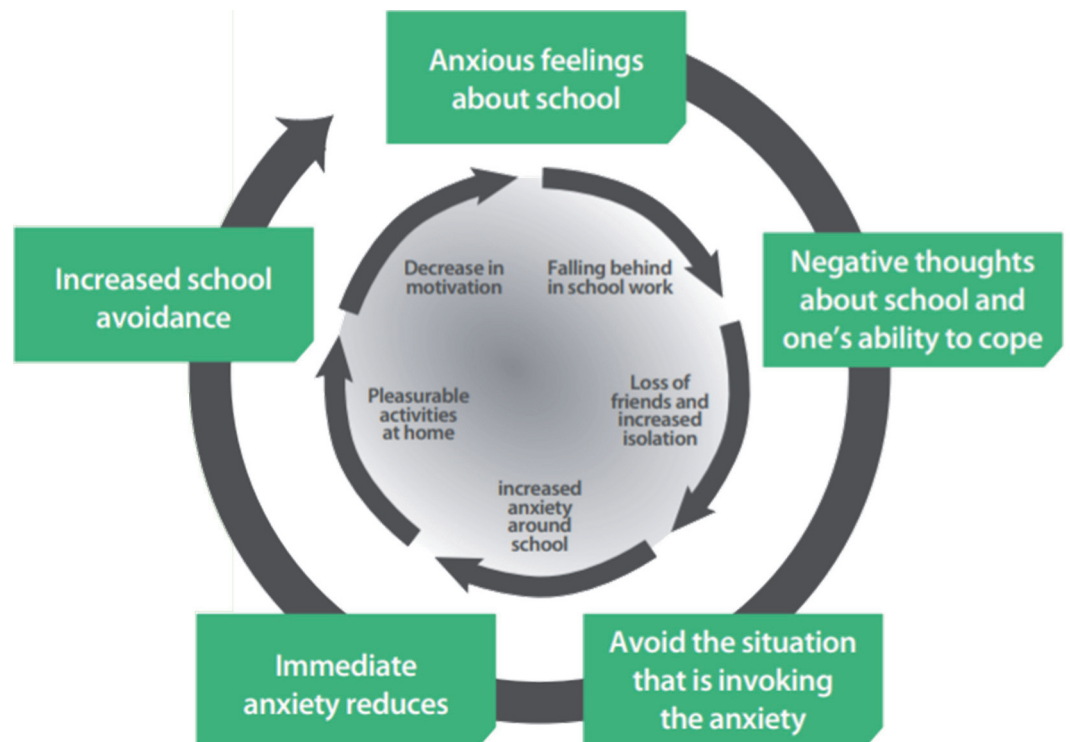 Anxious feelings
about school
Negative thoughts
about school and
one's ability to cope
Avoid the situation
that is invoking
the anxiety
Immediate
anxiety reduces
Increased school
avoidance
Falling behind
in school work
Loss of
friends and
increased
isolation
increased
anxiety
around
school
Pleasurable
activities
at home
Decrease in
motivation